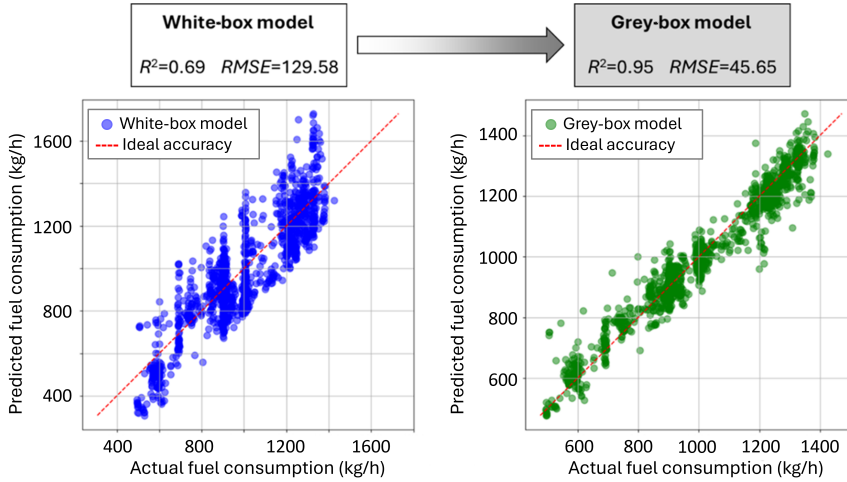 White-box model
R²=0.69 RMSE=129.58
Grey-box model
R²=0.95 RMSE=45.65
White-box model
Ideal accuracy
Predicted fuel consumption (kg/h)
1600
1200
800
400
400 800 1200 1600
Actual fuel consumption (kg/h)
Grey-box model
Ideal accuracy
Predicted fuel consumption (kg/h)
1400
1200
1000
800
600
600 800 1000 1200 1400
Actual fuel consumption (kg/h)